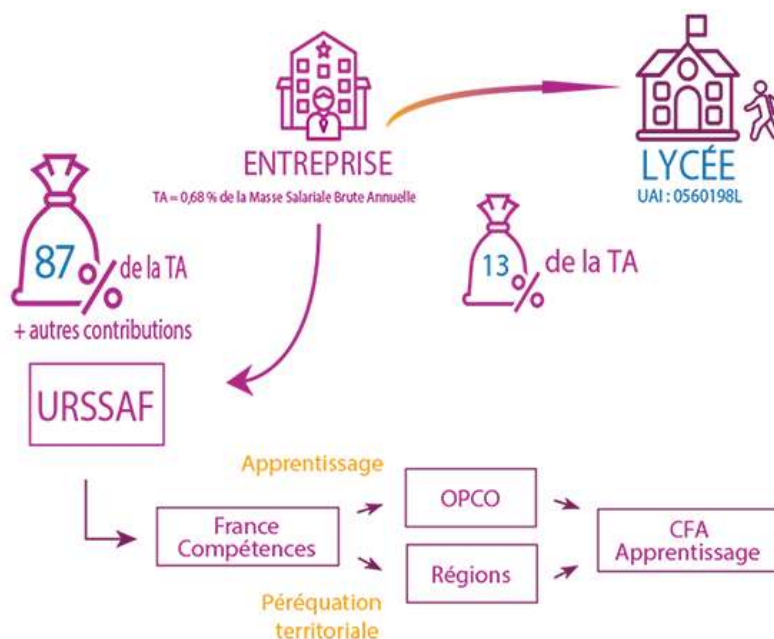 ENTREPRISE
TA = 0,68 % de la Masse Salariale Brute Annuelle
LYCÉE
UAI : 0560198L
87% de la TA
+ autres contributions
13% de la TA
URSSAF
Apprentissage
France
Compétences
OPCO
Régions
CFA
Apprentissage
Péréquation
territoriale